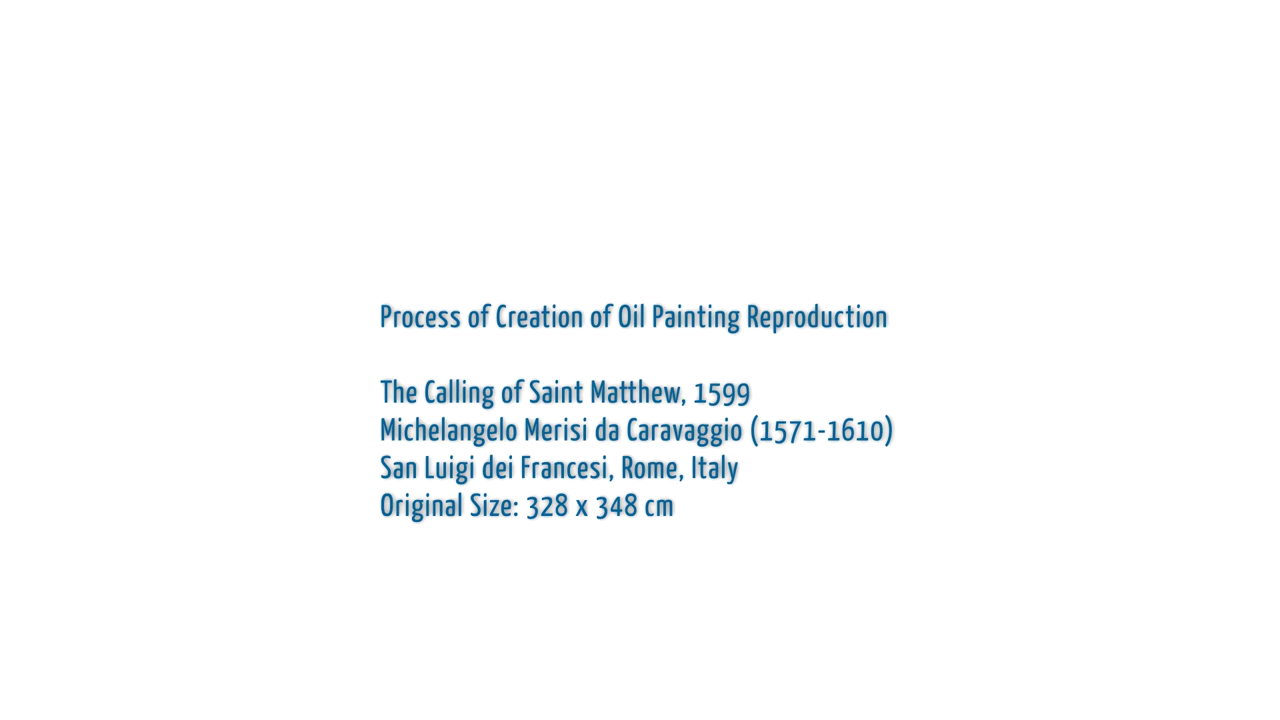 Process of Creation of Oil Painting Reproduction
The Calling of Saint Matthew, 1599
Michelangelo Merisi da Caravaggio (1571-1610)
San Luigi dei Francesi, Rome, Italy
Original Size: 328 x 348 cm